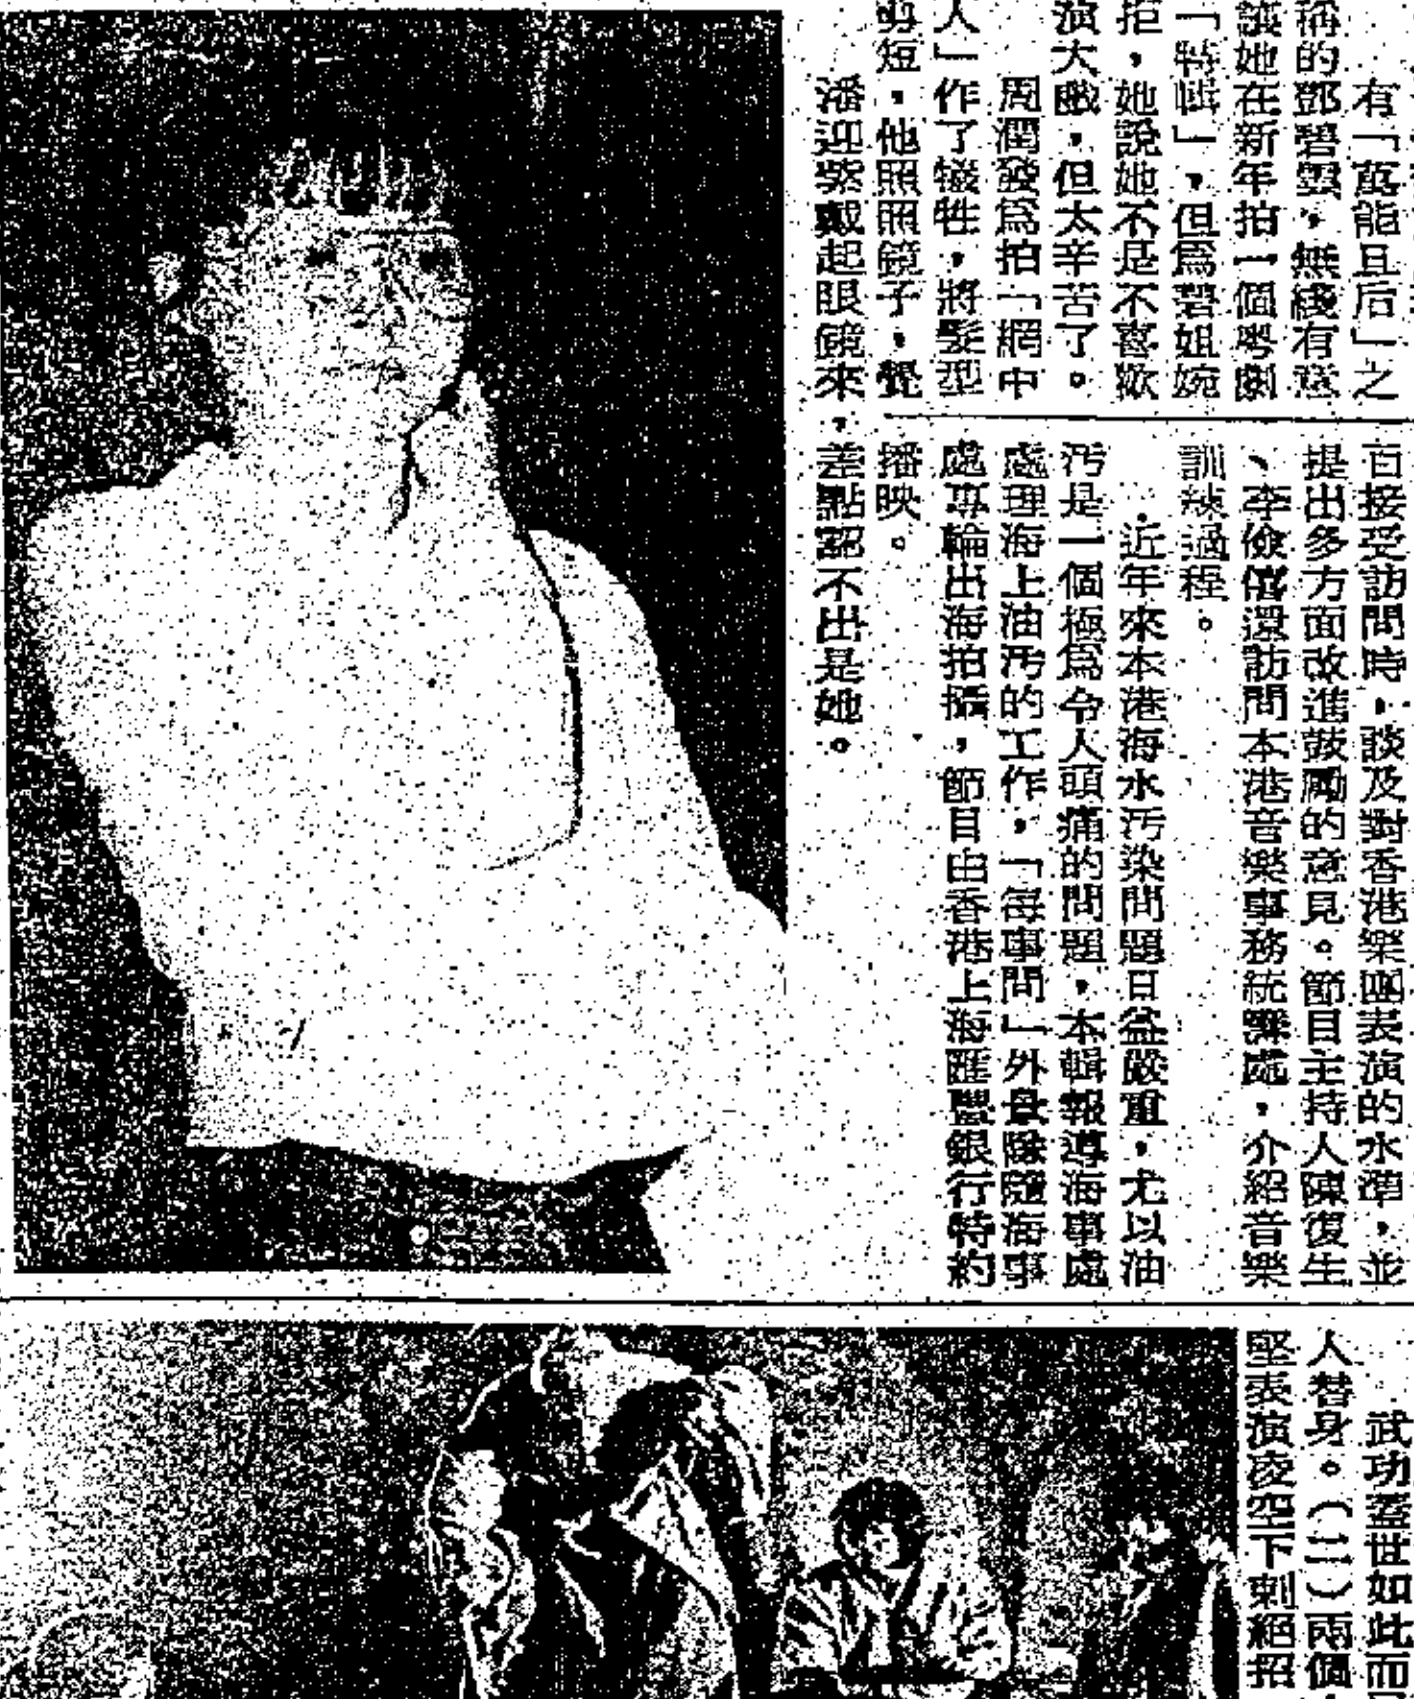 有「萬能旦后」之
稱的鄧碧雲，無綫有意
讓她在新年拍一個粵劇
「特輯」，但爲碧姐婉
拒，她說她不是不喜歡
演大戲，但太辛苦了。
周潤發爲拍「網中
人」作了犧牲，將髮型
剪短，他照照鏡子，覺
潘迎紫戴起眼鏡來，差點認不出是她。
百接受訪問時，談及對香港樂團表演的水準，並
提出多方面改進鼓勵的意見。節目主持人陳復生
、李儉僑還訪問本港音樂事務統籌處，介紹音樂
訓練過程。
近年來本港海水污染問題日益嚴重，尤以油
污是一個極爲令人頭痛的問題，本輯報導海事處
處理海上油污的工作，「每事問」外景隊隨海事
處專輪出海拍攝，節目由香港上海匯豐銀行特約
播映。
武功蓋世如此而
人替身。（二）兩個
堅表演凌空下刺絕招